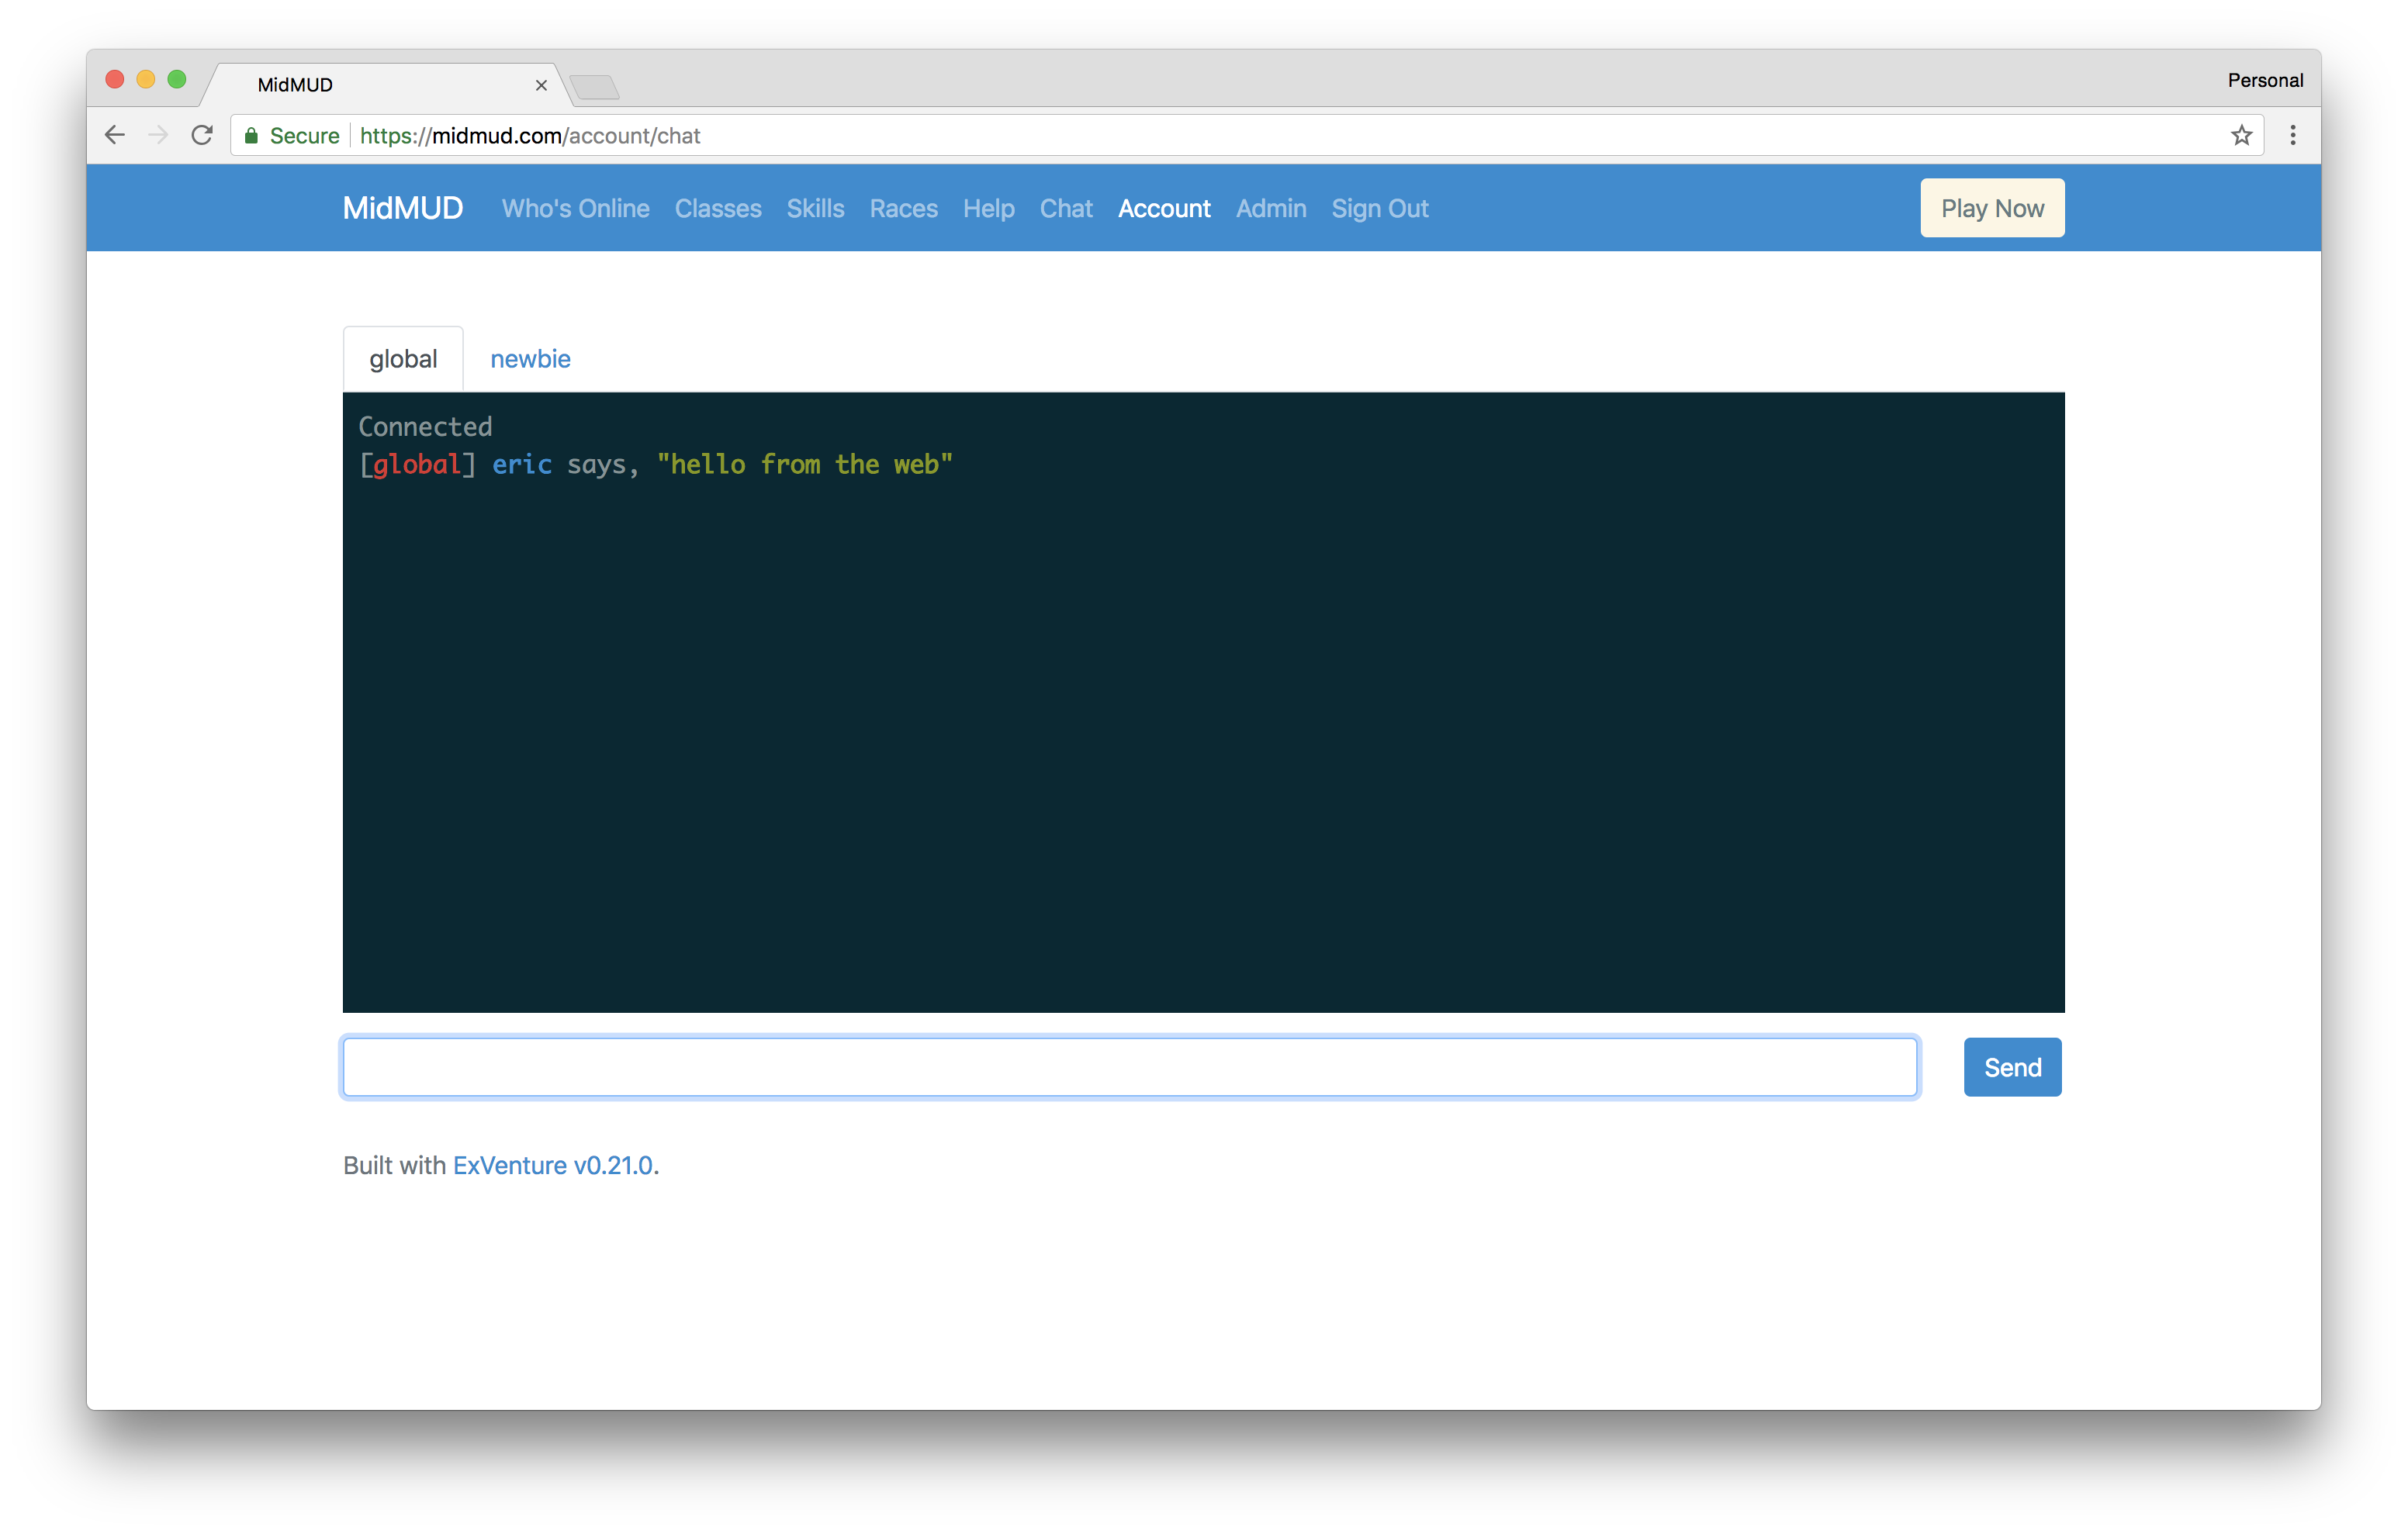 MidMUD
Personal
Secure https://midmud.com/account/chat
MidMUD Who's Online Classes Skills Races Help Chat Account Admin Sign Out Play Now
global newbie
Connected
[global] eric says, "hello from the web"
Send
Built with ExVenture v0.21.0.